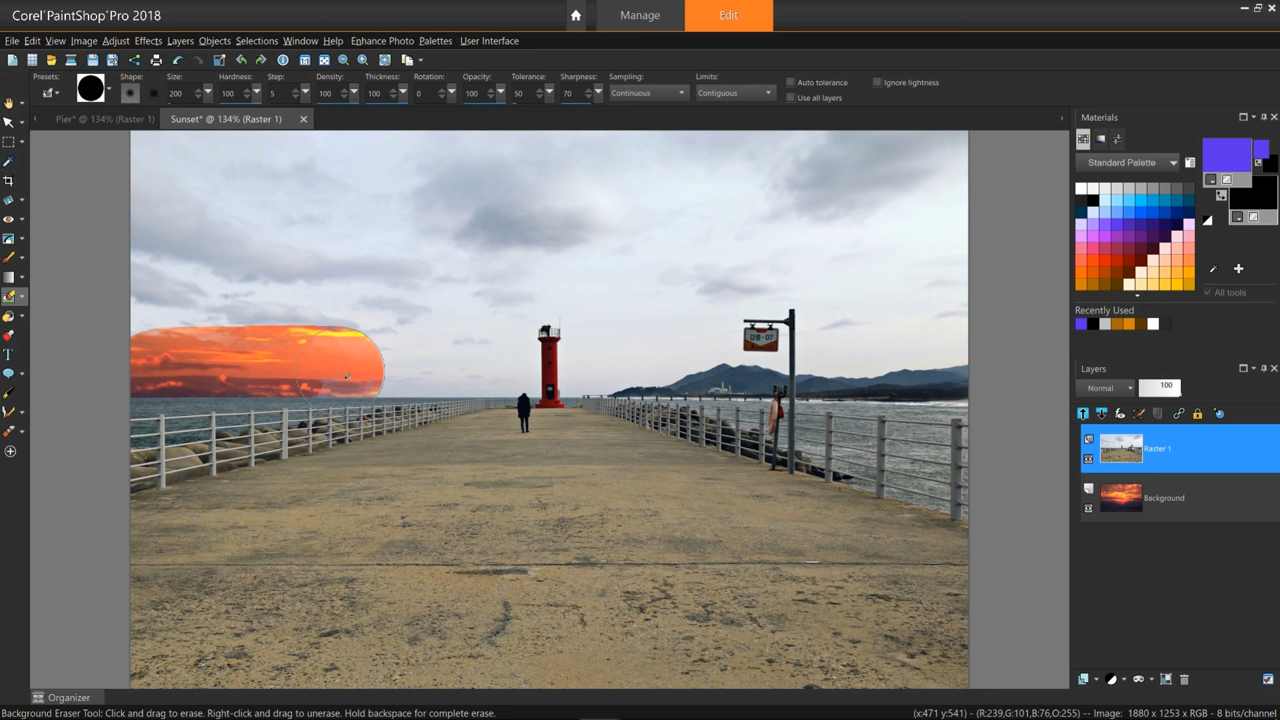 Corel® PaintShop® Pro 2018
Manage
Edit
File Edit View Image Adjust Effects Layers Objects Selections Window Help Enhance Photo Palettes User Interface
Presets: Shape: Size: Hardness: Step: Density: Thickness: Rotation: Opacity: Tolerance: Sharpness: Sampling: Limits:
200 100 5 100 100 0 100 50 70 Continuous Contiguous
Auto tolerance
Ignore lightness
Use all layers
Pier* @ 134% (Raster 1)
Sunset* @ 134% (Raster 1)
Materials
Standard Palette
All tools
Recently Used
Layers
Normal
100
Raster 1
Background
Organizer
Background Eraser Tool: Click and drag to erase. Right-click and drag to unerase. Hold backspace for complete erase.
(x:471 y:541) - (R:239,G:101,B:76,O:255) -- Image: 1880 x 1253 x RGB - 8 bits/channel